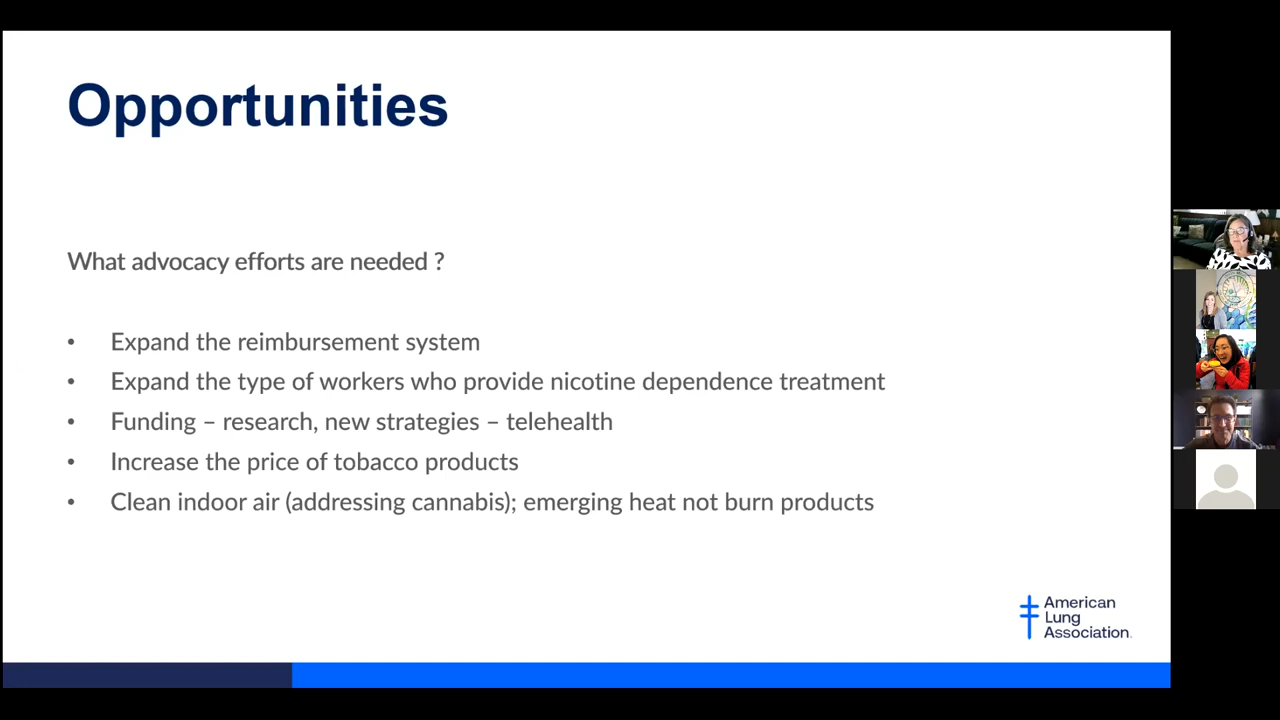 Opportunities
What advocacy efforts are needed ?
• Expand the reimbursement system
• Expand the type of workers who provide nicotine dependence treatment
• Funding – research, new strategies – telehealth
• Increase the price of tobacco products
• Clean indoor air (addressing cannabis); emerging heat not burn products
American
Lung
Association.